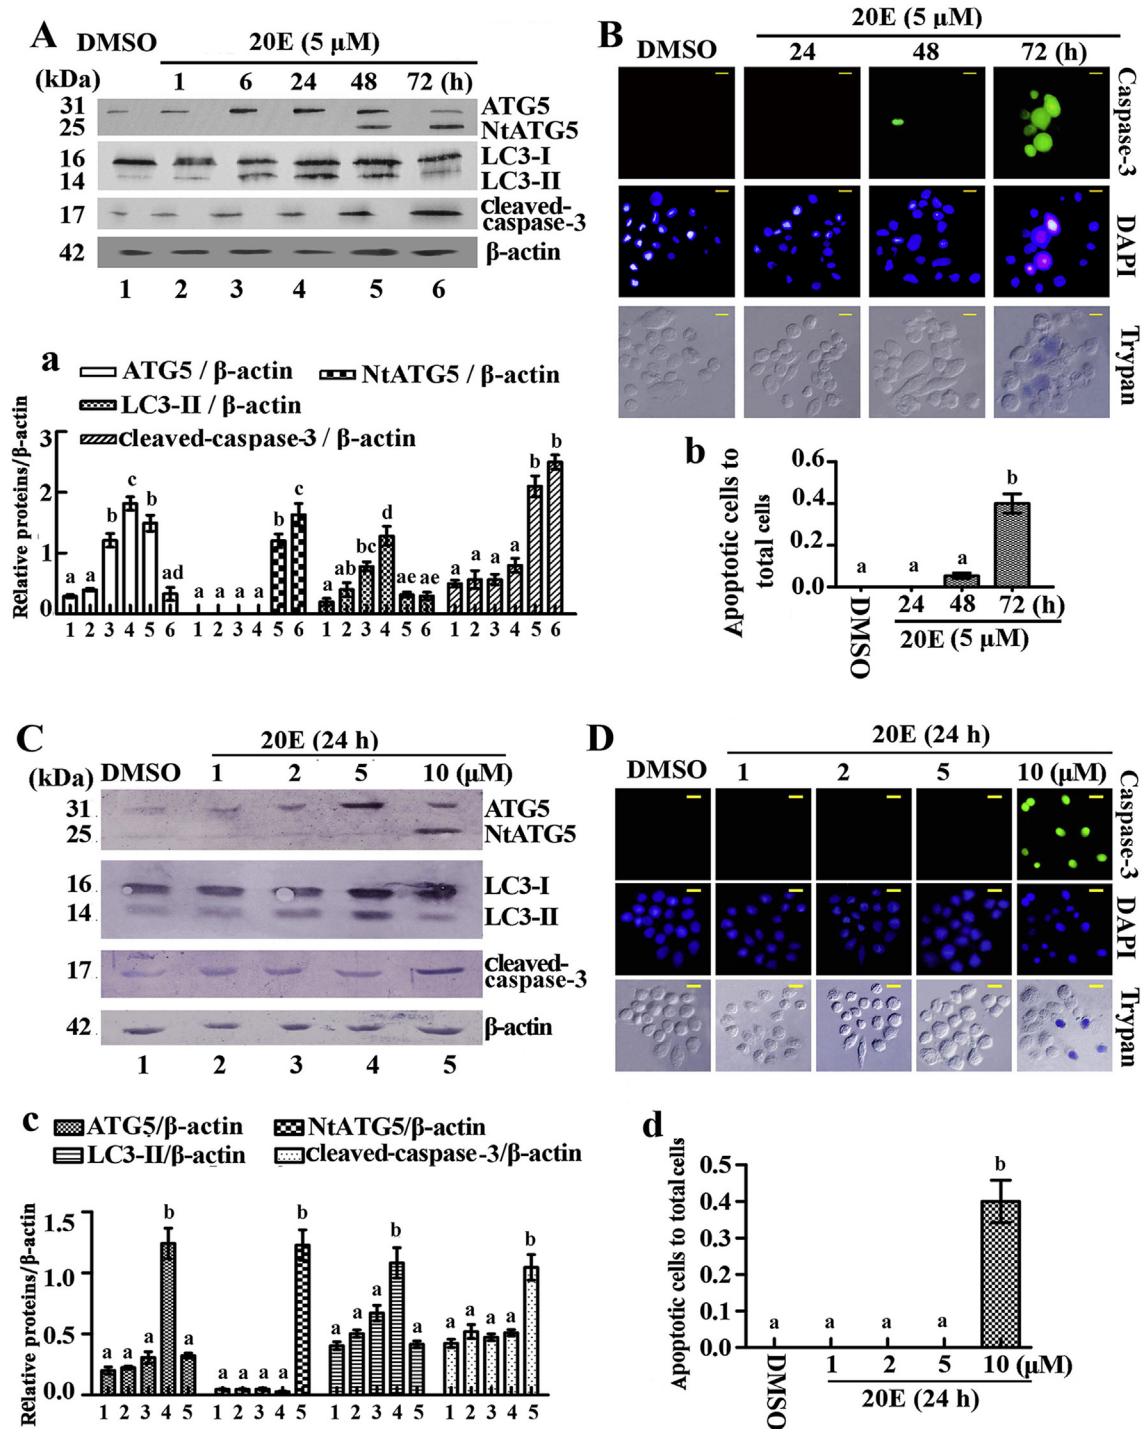 A
DMSO
20E (5 μM)
(kDa)
1 6 24 48 72 (h)
31 ATG5
25 NtATG5
16 LC3-I
14 LC3-II
17 Cleaved-
caspase-3
42 β-actin
1 2 3 4 5 6
a
ATG5 / β-actin NtATG5 / β-actin
LC3-II / β-actin
Cleaved-caspase-3 / β-actin
Relative proteins/β-actin
3
2
1
0
a a b c b ad
a a a a b c
a ab bc d ae ae
a a a a b b
1 2 3 4 5 6 1 2 3 4 5 6 1 2 3 4 5 6 1 2 3 4 5 6
B
20E (5 μM)
DMSO 24 48 72 (h)
Caspase-3
DAPI
Trypan
b
Apoptotic cells to
total cells
0.6
0.4
0.2
0.0
a a a b
DMSO 24 48 72 (h)
20E (5 μM)
C
20E (24 h)
(kDa) DMSO 1 2 5 10 (μM)
31 ATG5
25 NtATG5
16 LC3-I
14 LC3-II
17 Cleaved-
caspase-3
42 β-actin
1 2 3 4 5
c
ATG5/β-actin NtATG5/β-actin
LC3-II/β-actin Cleaved-caspase-3/β-actin
Relative proteins/β-actin
1.5
1.0
0.5
0.0
a a a b a
a a a a b
a a a b a
a a a a b
1 2 3 4 5 1 2 3 4 5 1 2 3 4 5 1 2 3 4 5
D
20E (24 h)
DMSO 1 2 5 10 (μM)
Caspase-3
DAPI
Trypan
d
Apoptotic cells to total cells
0.5
0.4
0.3
0.2
0.1
0.0
a a a a b
DMSO 1 2 5 10 (μM)
20E (24 h)